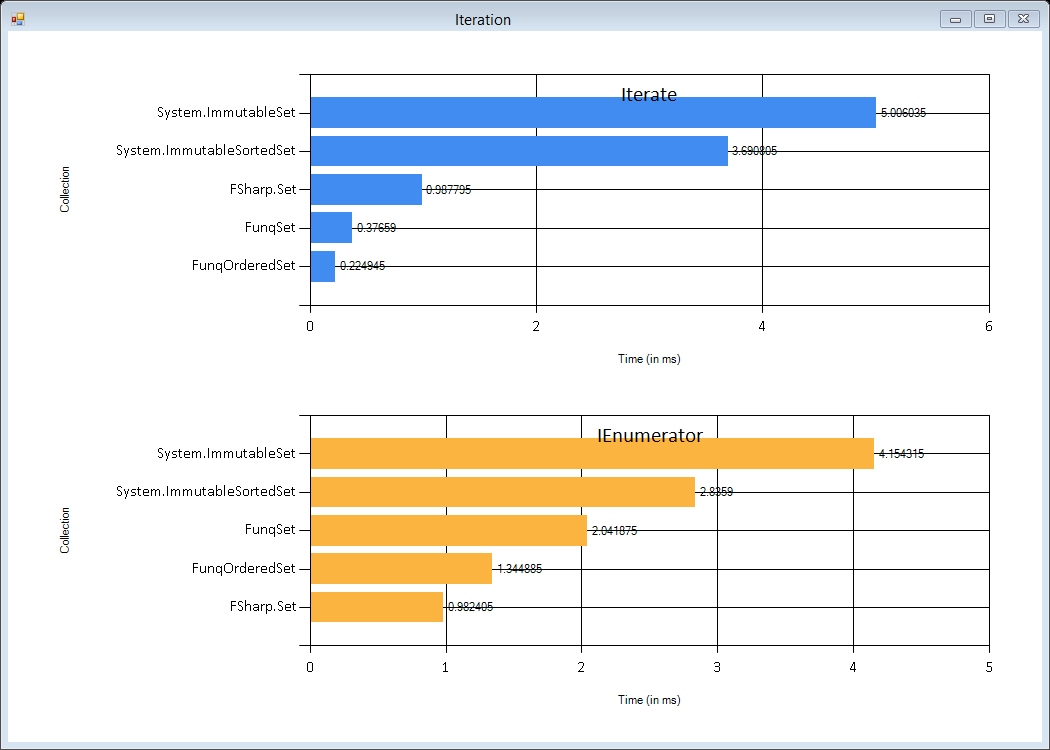 Iteration
Iterate
System.ImmutableSet 5.006035
System.ImmutableSortedSet 3.690805
FSharp.Set 0.987795
FunqSet 0.37659
FunqOrderedSet 0.224945
Collection
0 2 4 6
Time (in ms)
IEnumerator
System.ImmutableSet 4.154315
System.ImmutableSortedSet 2.8359
FunqSet 2.041875
FunqOrderedSet 1.344885
FSharp.Set 0.982405
Collection
0 1 2 3 4 5
Time (in ms)